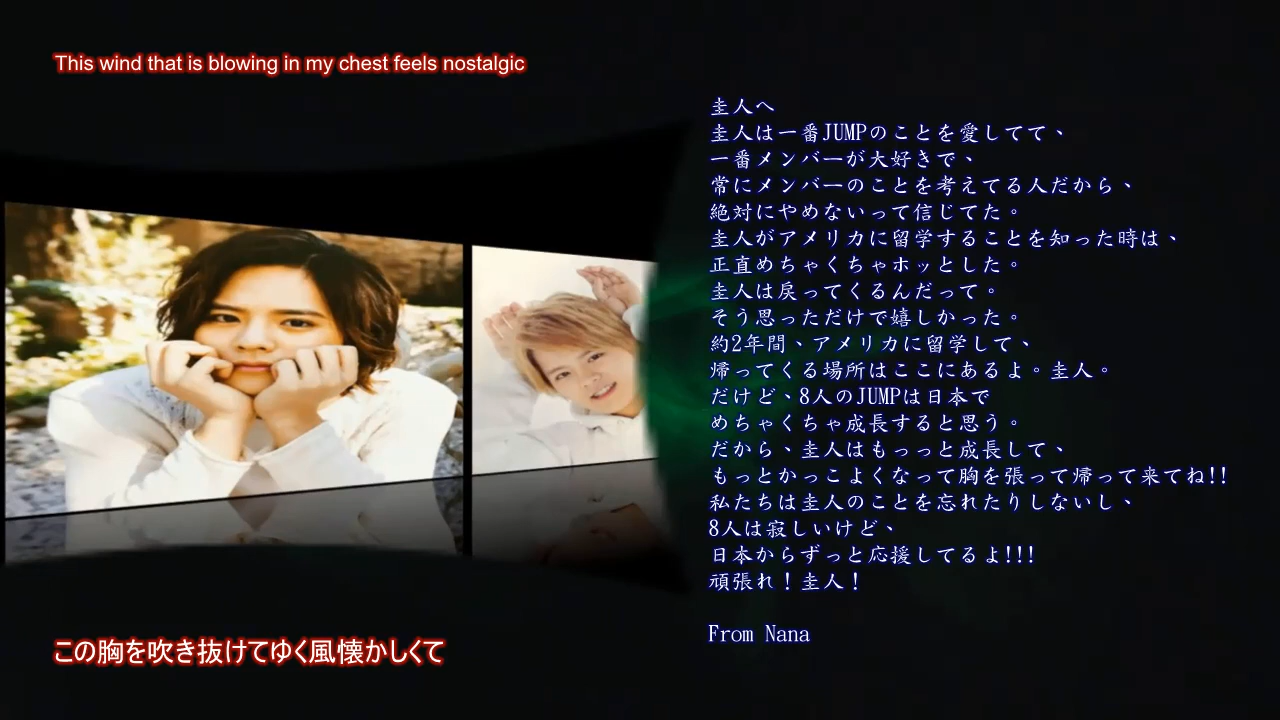 This wind that is blowing in my chest feels nostalgic
圭人へ
圭人は一番JUMPのことを愛してて、
一番メンバーが大好きで、
常にメンバーのことを考えてる人だから、
絶対にやめないって信じてた。
圭人がアメリカに留学することを知った時は、
正直めちゃくちゃホッとした。
圭人は戻ってくるんだって。
そう思っただけで嬉しかった。
約2年間、アメリカに留学して、
帰ってくる場所はここにあるよ。圭人。
だけど、8人のJUMPは日本で
めちゃくちゃ成長すると思う。
だから、圭人はもっっと成長して、
もっとかっこよくなって胸を張って帰って来てね!!
私たちは圭人のことを忘れたりしないし、
8人は寂しいけど、
日本からずっと応援してるよ!!!
頑張れ！圭人！
From Nana
この胸を吹き抜けてゆく風懐かしくて